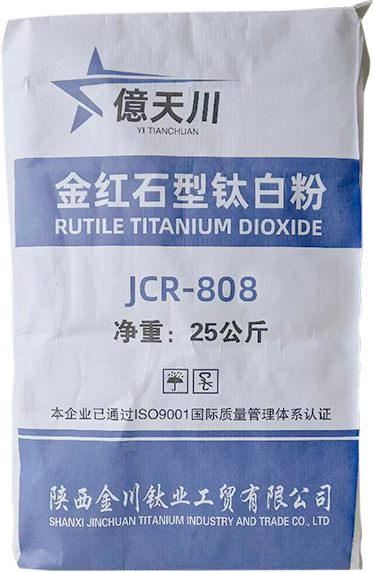 億天川
YI TIANCHUAN
金红石型钛白粉
RUTILE TITANIUM DIOXIDE
JCR-808
净重：25公斤
本企业已通过ISO9001国际质量管理体系认证
陕西金川钛业工贸有限公司
SHANXI JINCHUAN TITANIUM INDUSTRY AND TRADE CO., LTD